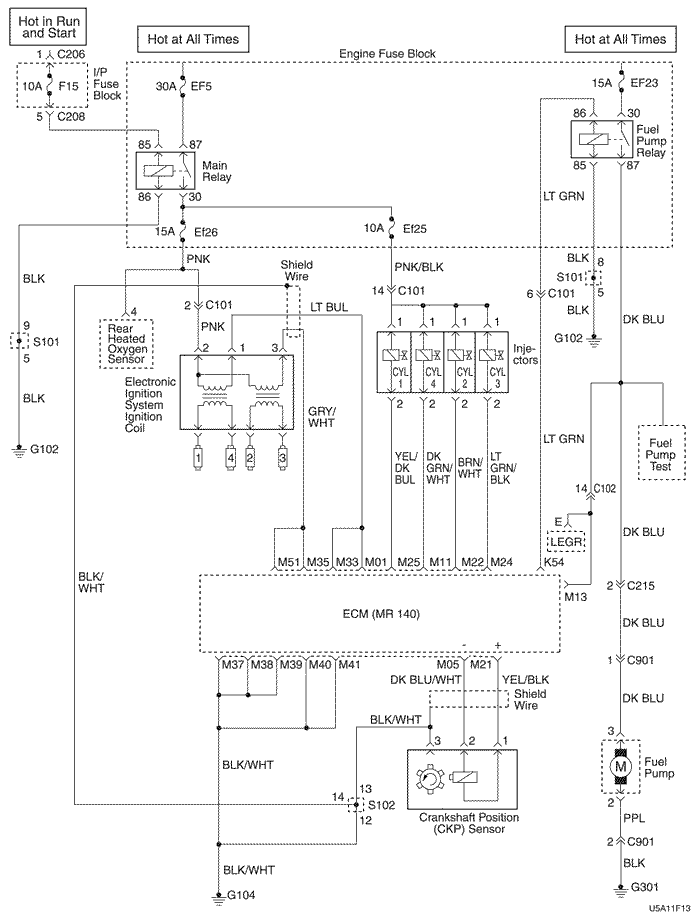 Hot in Run
and Start
Hot at All Times
Hot at All Times
Engine Fuse Block
1 C206
10A F15
I/P
Fuse
Block
5 C208
30A EF5
15A EF23
85 87
Main
Relay
86 30
86 30
Fuel
Pump
Relay
85 87
15A Ef26
10A Ef25
LT GRN
PNK
PNK/BLK
BLK 8
S101
5
BLK
G102
BLK
9
S101
5
BLK
G102
4
Rear
Heated
Oxygen
Sensor
2 C101
PNK
Shield
Wire
LT BUL
14 C101
6 C101
DK BLU
2 1 3
Electronic
Ignition
System
Ignition
Coil
1 4 2 3
GRY/
WHT
1 1 1 1
CYL
1
CYL
4
CYL
2
CYL
3
Inje-
ctors
2 2 2 2
YEL/
DK
BUL
DK
GRN/
WHT
BRN/
WHT
LT
GRN/
BLK
LT GRN
Fuel
Pump
Test
14 C102
E
LEGR
DK BLU
BLK/
WHT
M51 M35 M33 M01 M25 M11 M22 M24 K54
M13
ECM (MR 140)
- +
2 C215
DK BLU
M37 M38 M39 M40 M41 M05 M21
DK BLU/WHT YEL/BLK
Shield
Wire
1 C901
DK BLU
BLK/WHT
3 2 1
3
M
Fuel
Pump
2
BLK/WHT
13
14 S102
12
Crankshaft Position
(CKP) Sensor
PPL
2 C901
BLK
G301
BLK/WHT
G104
U5A11F13